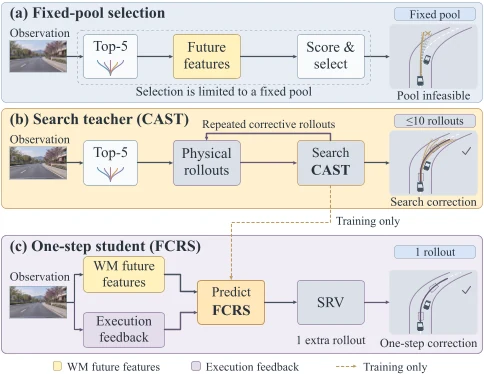 (a) Fixed-pool selection
Fixed pool
Observation
Top-5
Future
features
Score &
select
Selection is limited to a fixed pool
Pool infeasible
(b) Search teacher (CAST)
≤10 rollouts
Repeated corrective rollouts
Observation
Top-5
Physical
rollouts
Search
CAST
Search correction
Training only
(c) One-step student (FCRS)
1 rollout
Observation
WM future
features
Execution
feedback
Predict
FCRS
SRV
1 extra rollout
One-step correction
WM future features
Execution feedback
Training only